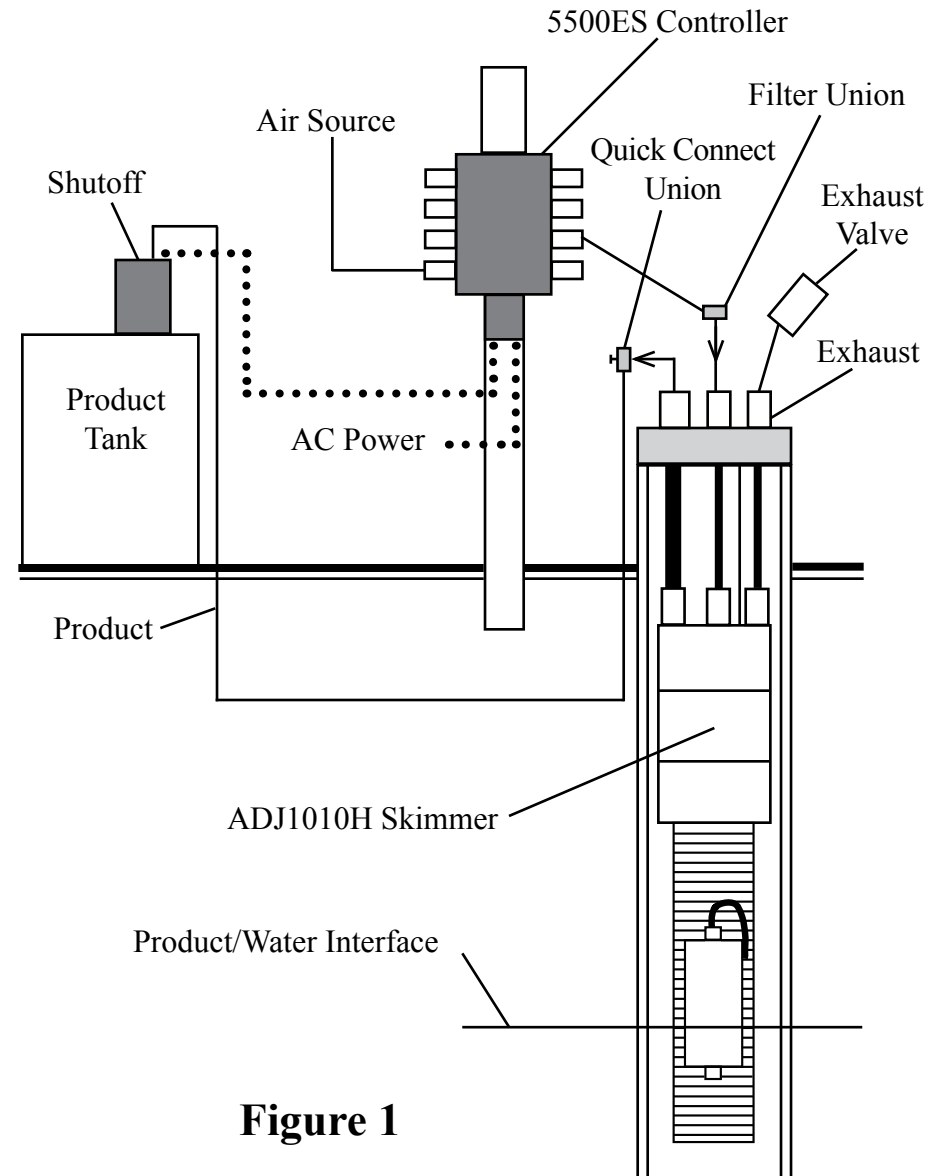 5500ES Controller
Filter Union
Air Source
Quick Connect
Union
Shutoff
Exhaust
Valve
Exhaust
Product
Tank
AC Power
Product
ADJ1010H Skimmer
Product/Water Interface
Figure 1